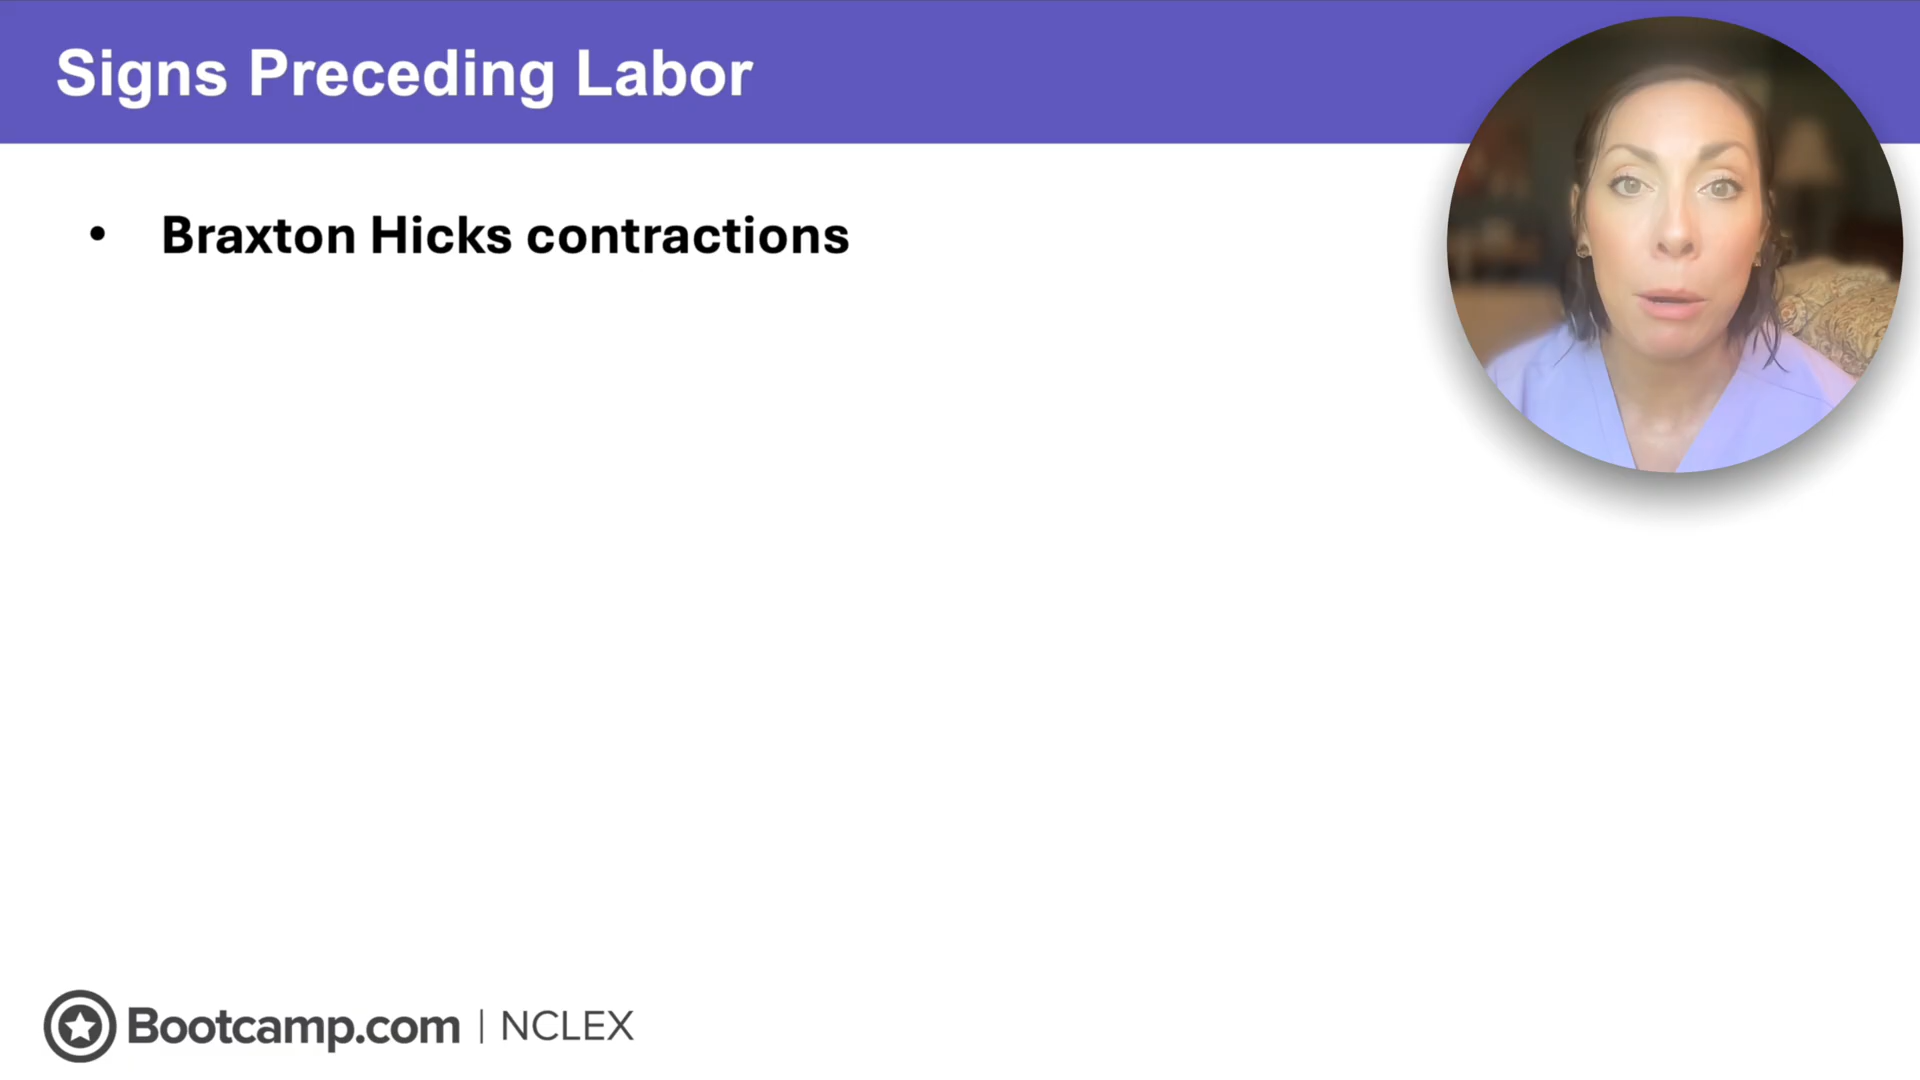 Signs Preceding Labor
• Braxton Hicks contractions
Bootcamp.com | NCLEX